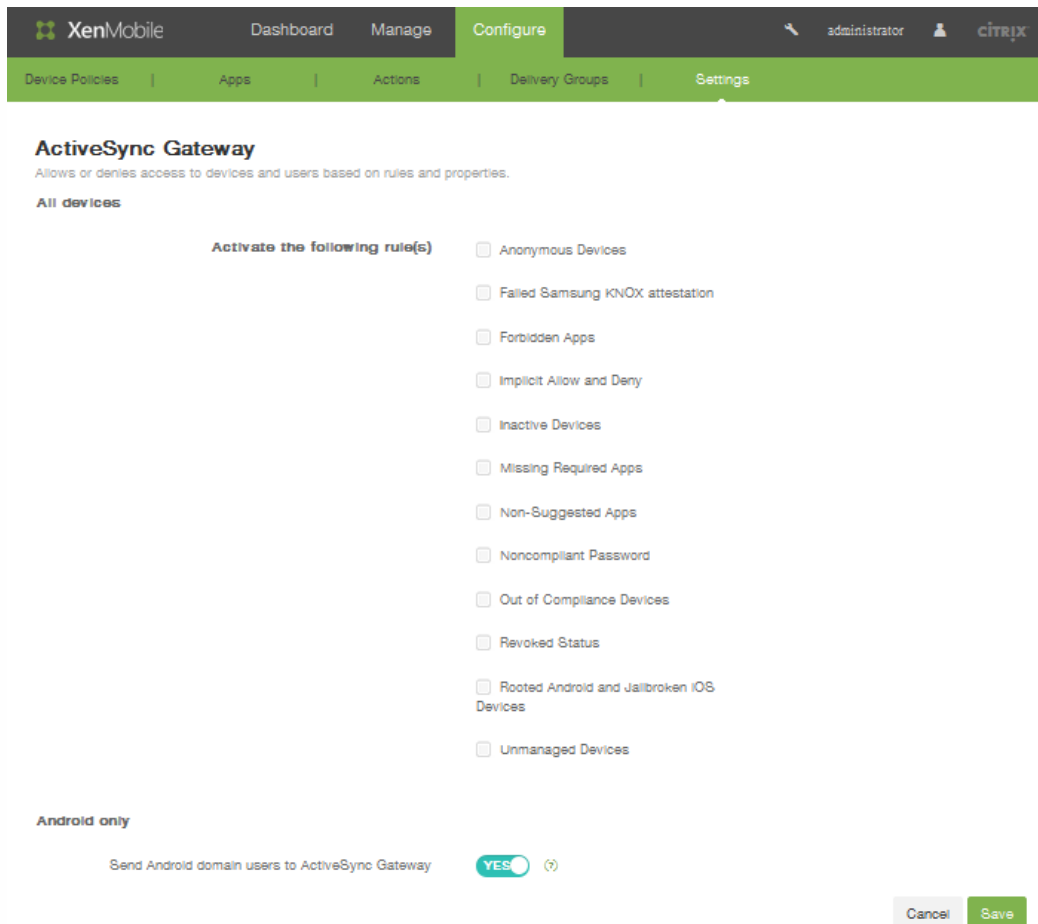 XenMobile Dashboard Manage Configure administrator CİTRIX
Device Policies | Apps | Actions | Delivery Groups | Settings
ActiveSync Gateway
Allows or denies access to devices and users based on rules and properties.
All devices
Activate the following rule(s)
Anonymous Devices
Failed Samsung KNOX attestation
Forbidden Apps
Implicit Allow and Deny
Inactive Devices
Missing Required Apps
Non-Suggested Apps
Noncompliant Password
Out of Compliance Devices
Revoked Status
Rooted Android and Jailbroken iOS
Devices
Unmanaged Devices
Android only
Send Android domain users to ActiveSync Gateway YES ?
Cancel Save